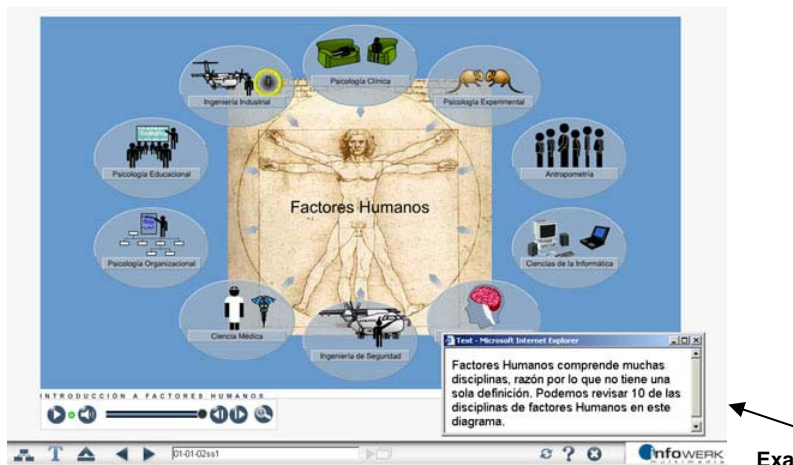 Psicología Clínica
Ingeniería Industrial
Psicología Experimental
Psicología Educacional
Antropometría
Factores Humanos
Psicología Organizacional
Ciencias de la Informática
Ciencia Médica
Ingeniería de Seguridad
Text - Microsoft Internet Explorer
Factores Humanos comprende muchas
disciplinas, razón por lo que no tiene una
sola definición. Podemos revisar 10 de las
disciplinas de factores Humanos en este
diagrama.
INTRODUCCIÓN A FACTORES HUMANOS
T
01-01-02ss1
?
infowerk
multimedia
Exa